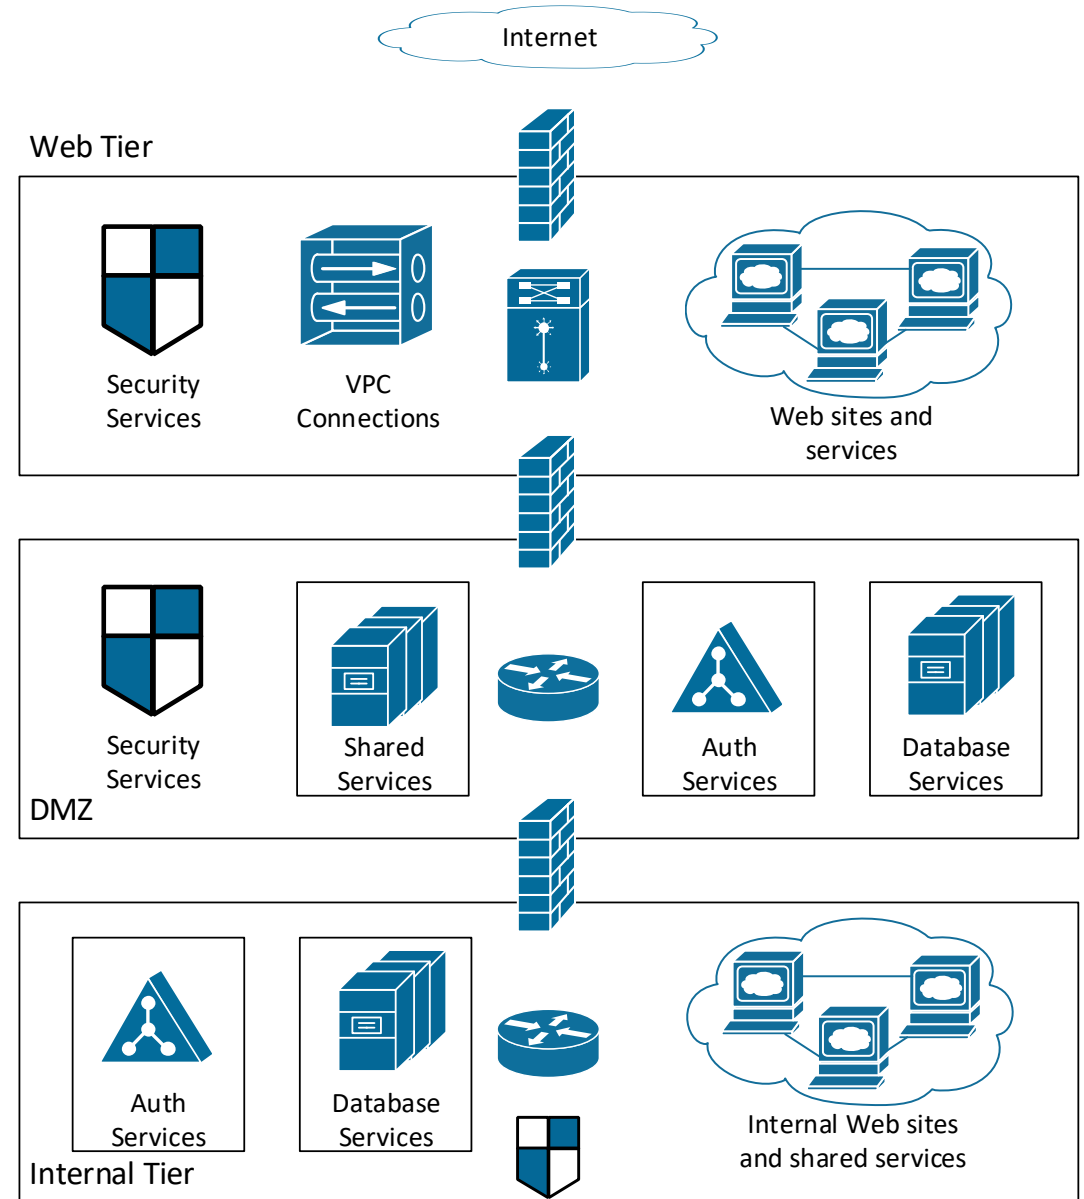 Internet
Web Tier
Security
Services
VPC
Connections
Web sites and
services
Security
Services
Shared
Services
Auth
Services
Database
Services
DMZ
Auth
Services
Database
Services
Internal Web sites
and shared services
Internal Tier